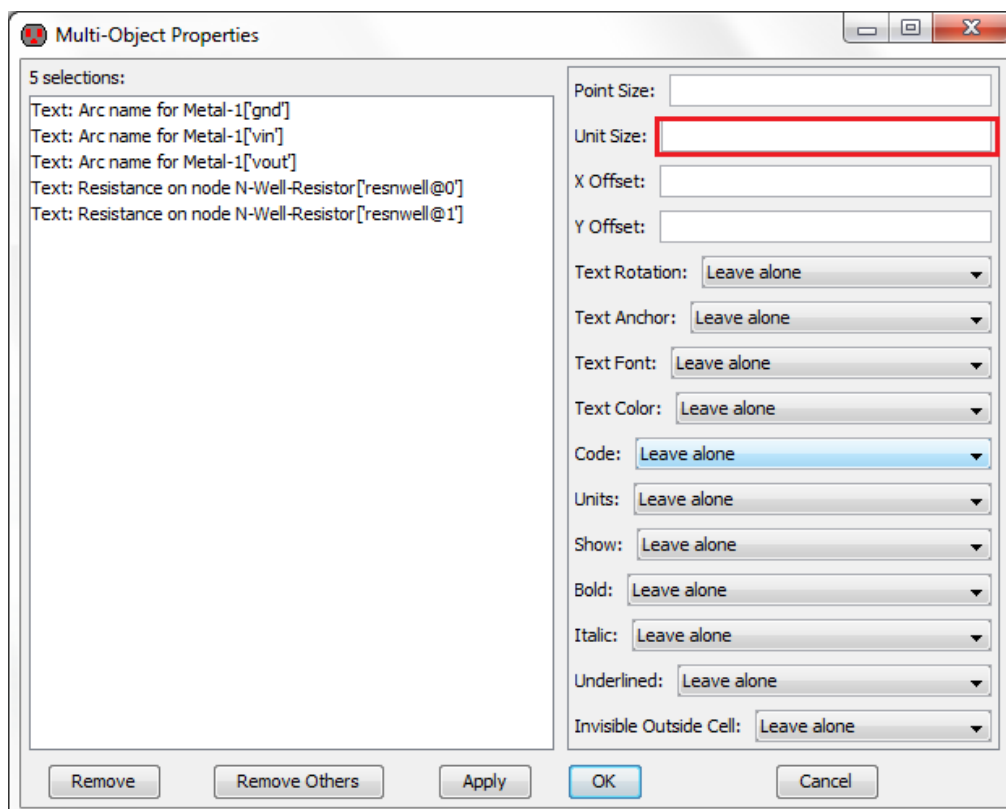 Multi-Object Properties
5 selections:
Text: Arc name for Metal-1['gnd']
Text: Arc name for Metal-1['vin']
Text: Arc name for Metal-1['vout']
Text: Resistance on node N-Well-Resistor['resnwell@0']
Text: Resistance on node N-Well-Resistor['resnwell@1']
Point Size:
Unit Size:
X Offset:
Y Offset:
Text Rotation: Leave alone
Text Anchor: Leave alone
Text Font: Leave alone
Text Color: Leave alone
Code: Leave alone
Units: Leave alone
Show: Leave alone
Bold: Leave alone
Italic: Leave alone
Underlined: Leave alone
Invisible Outside Cell: Leave alone
Remove Remove Others Apply OK Cancel